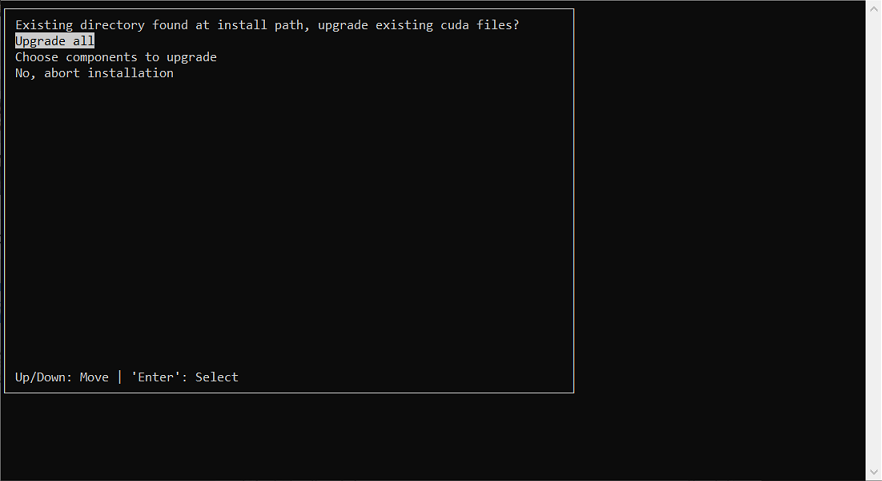 Existing directory found at install path, upgrade existing cuda files?
Upgrade all
Choose components to upgrade
No, abort installation
Up/Down: Move | 'Enter': Select